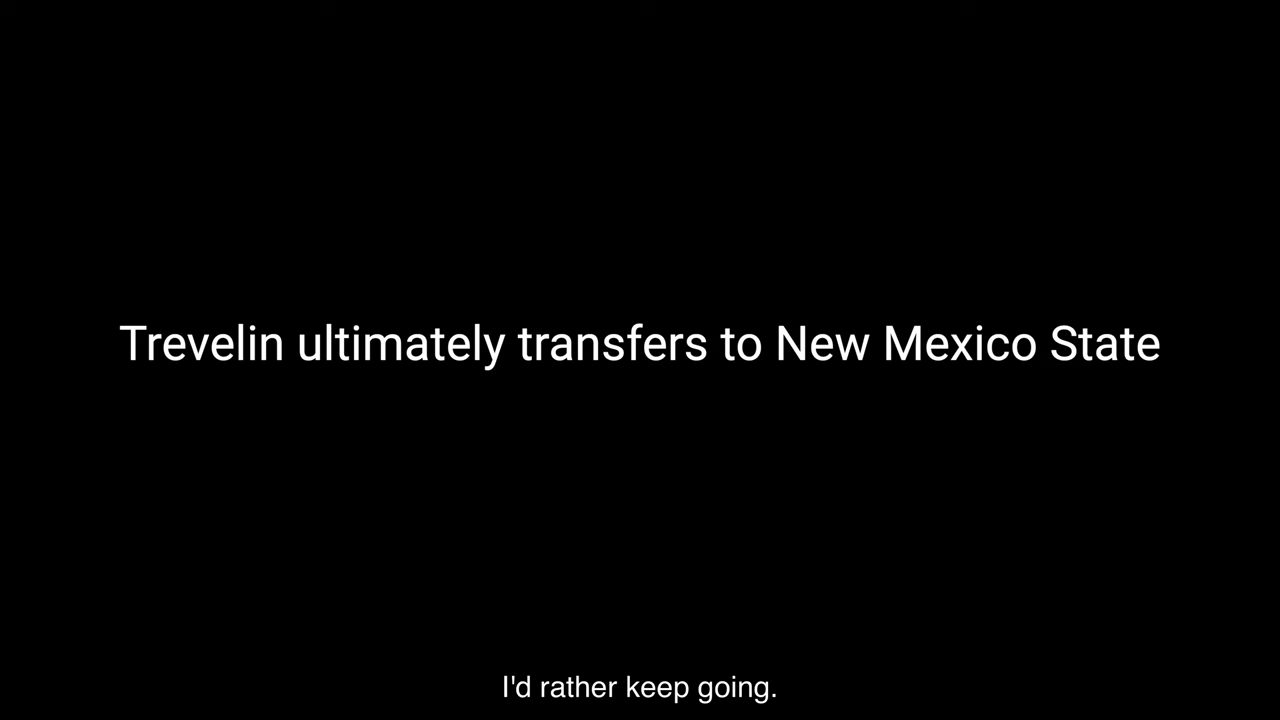 Trevelin ultimately transfers to New Mexico State
I'd rather keep going.